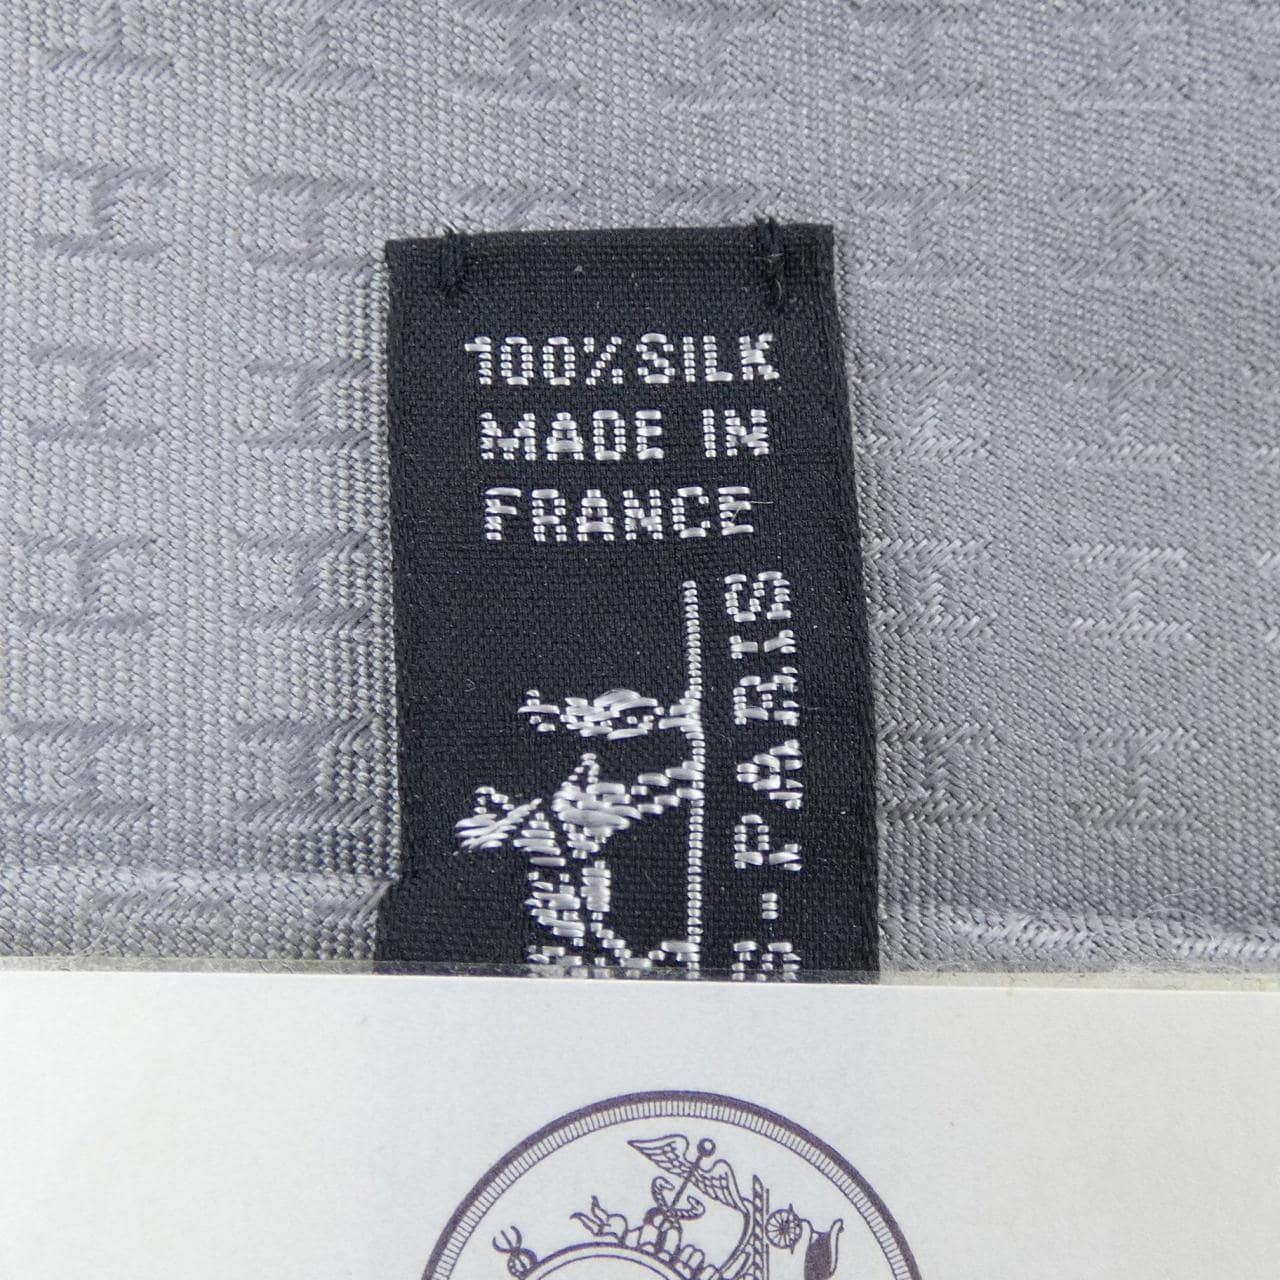 100% SILK
MADE IN
FRANCE
S-PARIS